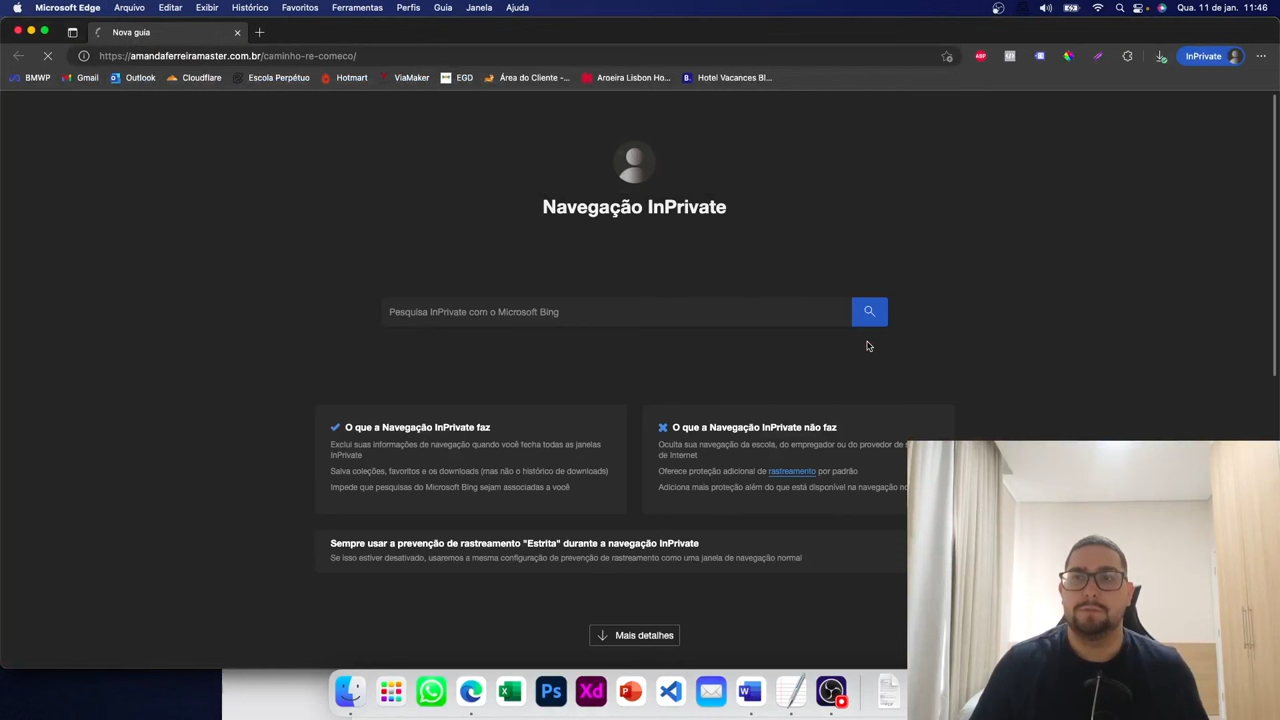 Microsoft Edge Arquivo Editar Exibir Histórico Favoritos Ferramentas Perfis Guia Janela Ajuda Qua. 11 de jan. 11:46
Nova guia
https://amandaferreiramaster.com.br/caminho-re-comeco/ ABP InPrivate
BMWP Gmail Outlook Cloudflare Escola Perpétuo Hotmart ViaMaker EGD Área do Cliente -... Aroeira Lisbon Ho... B. Hotel Vacances Bl...
Navegação InPrivate
Pesquisa InPrivate com o Microsoft Bing
O que a Navegação InPrivate faz
Exclui suas informações de navegação quando você fecha todas as janelas
InPrivate
Salva coleções, favoritos e os downloads (mas não o histórico de downloads)
Impede que pesquisas do Microsoft Bing sejam associadas a você
O que a Navegação InPrivate não faz
Oculta sua navegação da escola, do empregador ou do provedor de s
de Internet
Oferece proteção adicional de rastreamento por padrão
Adiciona mais proteção além do que está disponível na navegação no
Sempre usar a prevenção de rastreamento "Estrita" durante a navegação InPrivate
Se isso estiver desativado, usaremos a mesma configuração de prevenção de rastreamento como uma janela de navegação normal
Mais detalhes
Ps Xd